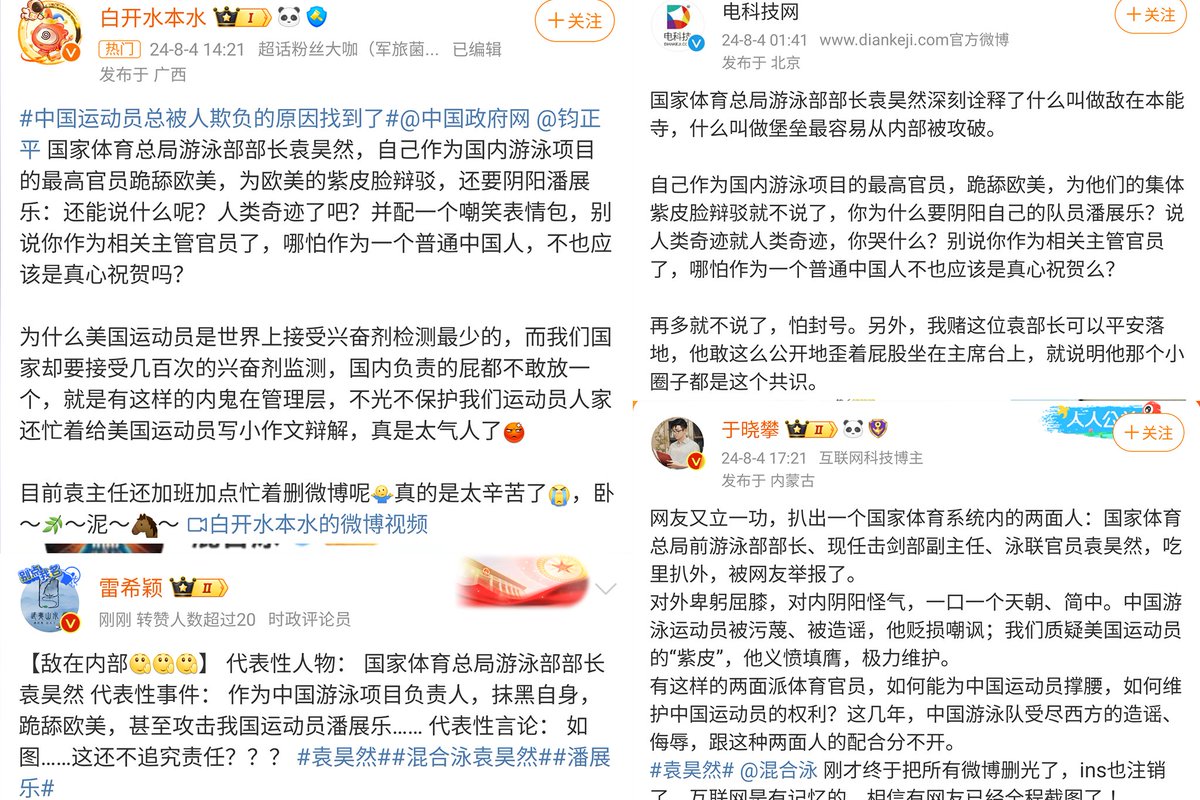 白开水本水 I
热门 24-8-4 14:21 超话粉丝大咖（军旅菌... 已编辑
发布于 广西
＋关注
#中国运动员总被人欺负的原因找到了#@中国政府网 @钧正
平 国家体育总局游泳部部长袁昊然，自己作为国内游泳项目
的最高官员跪舔欧美，为欧美的紫皮脸辩驳，还要阴阳潘展
乐：还能说什么呢？人类奇迹了吧？并配一个嘲笑表情包，别
说你作为相关主管官员了，哪怕作为一个普通中国人，不也应
该是真心祝贺吗？
为什么美国运动员是世界上接受兴奋剂检测最少的，而我们国
家却要接受几百次的兴奋剂监测，国内负责的屁都不敢放一
个，就是有这样的内鬼在管理层，不光不保护我们运动员人家
还忙着给美国运动员写小作文辩解，真是太气人了😡
目前袁主任还加班加点忙着删微博呢🤷真的是太辛苦了😭，卧
～🌿～泥～🐴～ 白开水本水的微博视频
雷希颖 II
刚刚 转赞人数超过20 时政评论员
【敌在内部🤔🤔🤔】 代表性人物： 国家体育总局游泳部部长
袁昊然 代表性事件： 作为中国游泳项目负责人，抹黑自身，
跪舔欧美，甚至攻击我国运动员潘展乐…… 代表性言论： 如
图……这还不追究责任？？？ #袁昊然##混合泳袁昊然##潘展
乐#
电科技网
24-8-4 01:41 www.diankeji.com官方微博
发布于 北京
＋关注
国家体育总局游泳部部长袁昊然深刻诠释了什么叫做敌在本能
寺，什么叫做堡垒最容易从内部被攻破。
自己作为国内游泳项目的最高官员，跪舔欧美，为他们的集体
紫皮脸辩驳就不说了，你为什么要阴阳自己的队员潘展乐？说
人类奇迹就人类奇迹，你哭什么？别说你作为相关主管官员
了，哪怕作为一个普通中国人不也应该是真心祝贺么？
再多就不说了，怕封号。另外，我赌这位袁部长可以平安落
地，他敢这么公开地歪着屁股坐在主席台上，就说明他那个小
圈子都是这个共识。
于晓攀 II
24-8-4 17:21 互联网科技博主
发布于 内蒙古
＋关注
网友又立一功，扒出一个国家体育系统内的两面人：国家体育
总局前游泳部部长、现任击剑部副主任、泳联官员袁昊然，吃
里扒外，被网友举报了。
对外卑躬屈膝，对内阴阳怪气，一口一个天朝、简中。中国游
泳运动员被污蔑、被造谣，他贬损嘲讽；我们质疑美国运动员
的“紫皮”，他义愤填膺，极力维护。
有这样的两面派体育官员，如何能为中国运动员撑腰，如何维
护中国运动员的权利？这几年，中国游泳队受尽西方的造谣、
侮辱，跟这种两面人的配合分不开。
#袁昊然# @混合泳 刚才终于把所有微博删光了，ins也注销
了，互联网是有记忆的，相信有网友已经全程截图了！